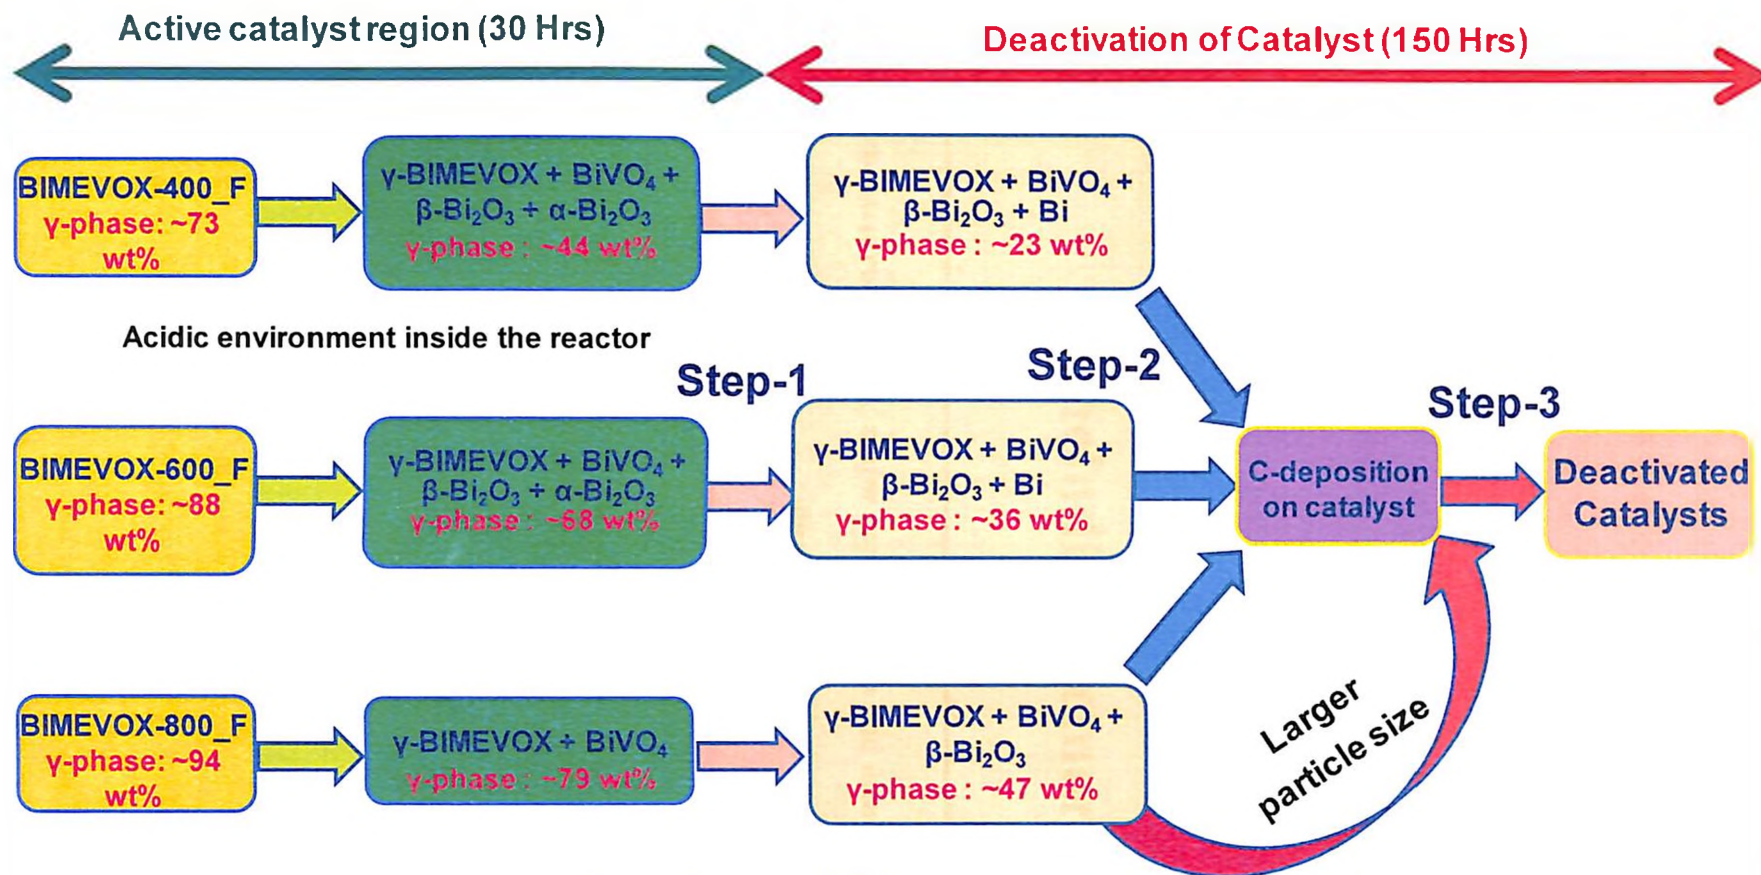 Active catalyst region (30 Hrs)
Deactivation of Catalyst (150 Hrs)
BIMEVOX-400_F
γ-phase: ~73
wt%
γ-BIMEVOX + BiVO₄ +
β-Bi₂O₃ + α-Bi₂O₃
γ-phase : ~44 wt%
γ-BIMEVOX + BiVO₄ +
β-Bi₂O₃ + Bi
γ-phase : ~23 wt%
Acidic environment inside the reactor
Step-1
Step-2
Step-3
BIMEVOX-600_F
γ-phase: ~88
wt%
γ-BIMEVOX + BiVO₄ +
β-Bi₂O₃ + α-Bi₂O₃
γ-phase : ~68 wt%
γ-BIMEVOX + BiVO₄ +
β-Bi₂O₃ + Bi
γ-phase : ~36 wt%
C-deposition
on catalyst
Deactivated
Catalysts
BIMEVOX-800_F
γ-phase: ~94
wt%
γ-BIMEVOX + BiVO₄
γ-phase : ~79 wt%
γ-BIMEVOX + BiVO₄ +
β-Bi₂O₃
γ-phase : ~47 wt%
Larger
particle size